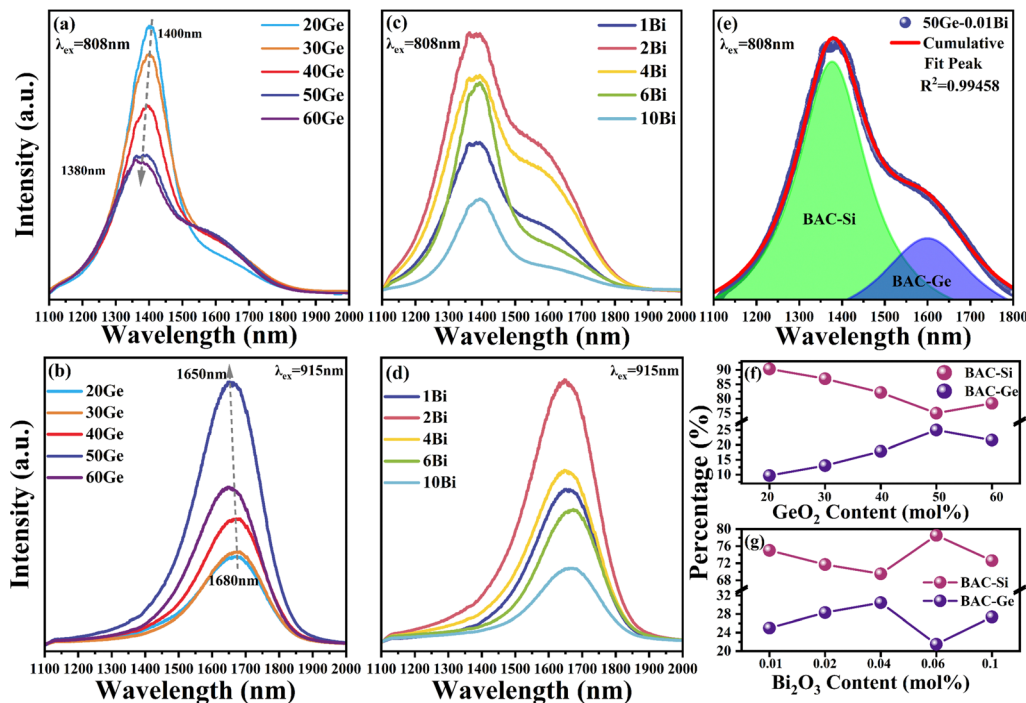 (a)
λex=808nm
1400nm
1380nm
20Ge
30Ge
40Ge
50Ge
60Ge
Intensity (a.u.)
1100 1200 1300 1400 1500 1600 1700 1800 1900 2000
Wavelength (nm)
(c)
λex=808nm
1Bi
2Bi
4Bi
6Bi
10Bi
1100 1200 1300 1400 1500 1600 1700 1800 1900 2000
Wavelength (nm)
(e)
λex=808nm
50Ge-0.01Bi
Cumulative
Fit Peak
R²=0.99458
BAC-Si
BAC-Ge
1100 1200 1300 1400 1500 1600 1700 1800
Wavelength (nm)
(b)
1650nm
λex=915nm
20Ge
30Ge
40Ge
50Ge
60Ge
1680nm
Intensity (a.u.)
1100 1200 1300 1400 1500 1600 1700 1800 1900 2000
Wavelength (nm)
(d)
λex=915nm
1Bi
2Bi
4Bi
6Bi
10Bi
1100 1200 1300 1400 1500 1600 1700 1800 1900 2000
Wavelength (nm)
Percentage (%)
(f)
BAC-Si
BAC-Ge
90
85
80
75
25
20
15
10
20 30 40 50 60
GeO₂ Content (mol%)
(g)
BAC-Si
BAC-Ge
80
76
72
68
32
28
24
20
0.01 0.02 0.04 0.06 0.1
Bi₂O₃ Content (mol%)